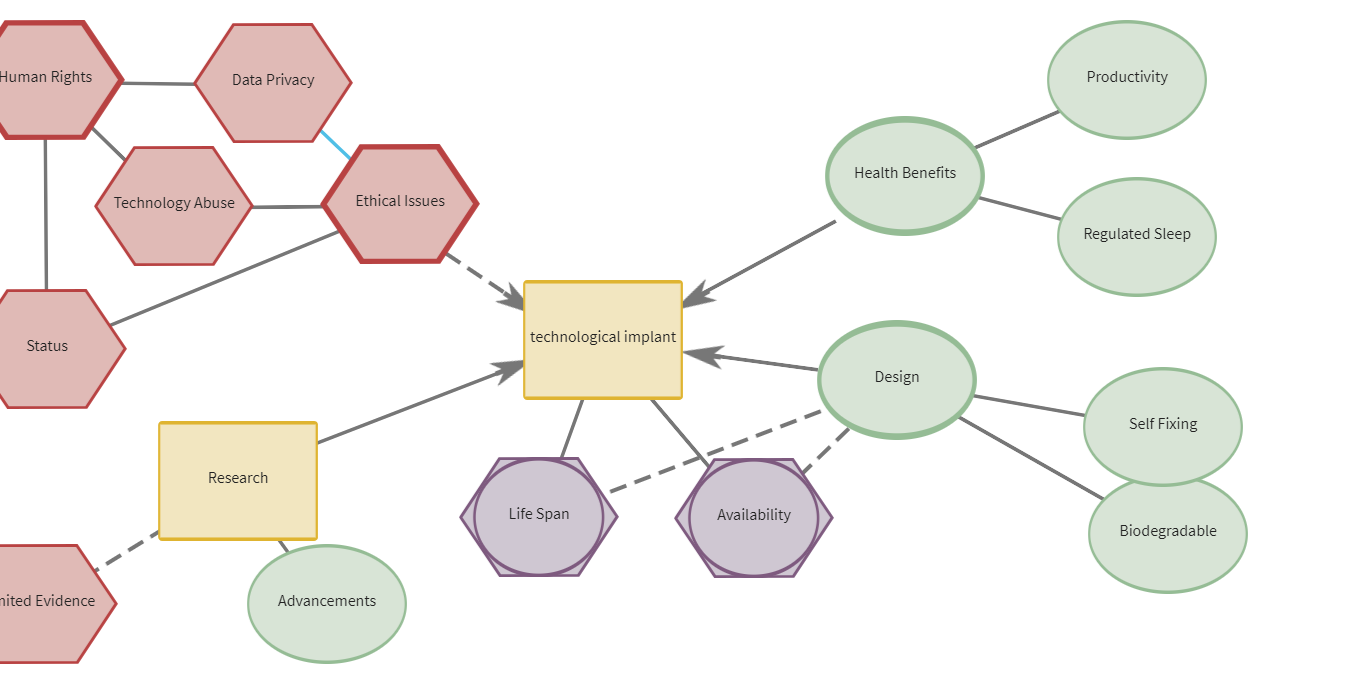 Human Rights
Data Privacy
Productivity
Technology Abuse
Ethical Issues
Health Benefits
Regulated Sleep
Status
technological implant
Design
Self Fixing
Research
Life Span
Availability
Biodegradable
Evidence
Advancements